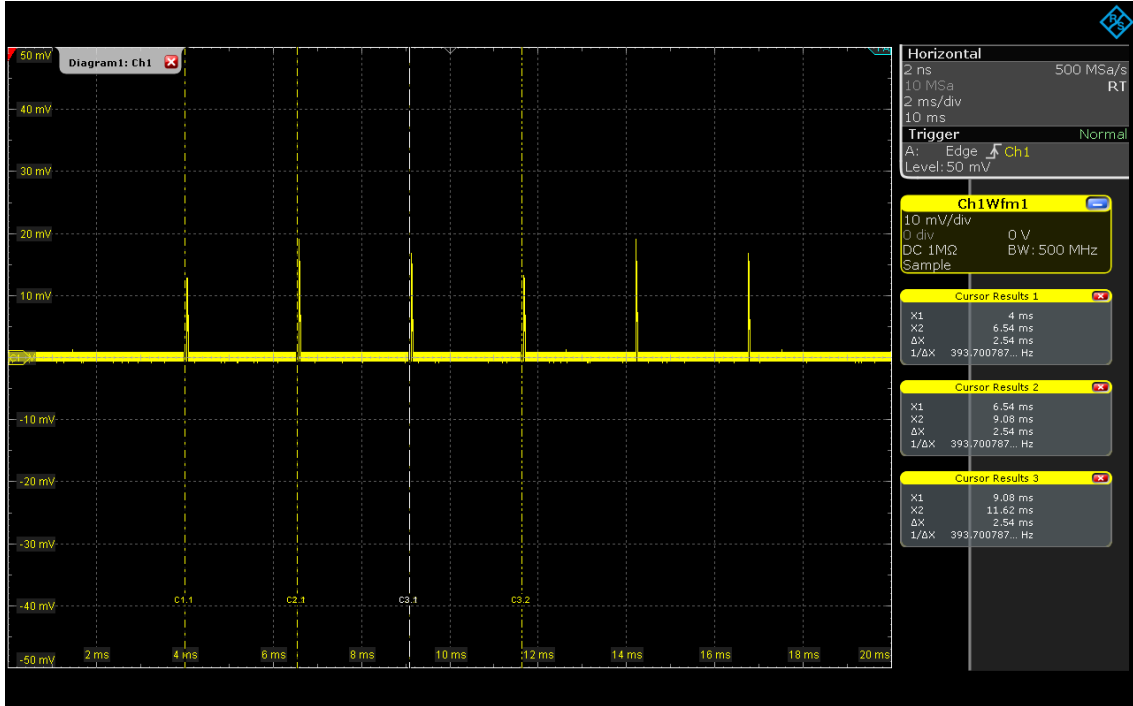 R&S
50 mV
Diagram1: Ch1
TA
40 mV
30 mV
20 mV
10 mV
-10 mV
-20 mV
-30 mV
-40 mV
-50 mV
C1.1
C2.1
C3.1
C3.2
2 ms
4 ms
6 ms
8 ms
10 ms
12 ms
14 ms
16 ms
18 ms
20 ms
Horizontal
2 ns 500 MSa/s
10 MSa RT
2 ms/div
10 ms
Trigger Normal
A: Edge Ch1
Level: 50 mV
Ch1Wfm1
10 mV/div
0 div 0 V
DC 1MΩ BW: 500 MHz
Sample
Cursor Results 1
X1 4 ms
X2 6.54 ms
ΔX 2.54 ms
1/ΔX 393.700787... Hz
Cursor Results 2
X1 6.54 ms
X2 9.08 ms
ΔX 2.54 ms
1/ΔX 393.700787... Hz
Cursor Results 3
X1 9.08 ms
X2 11.62 ms
ΔX 2.54 ms
1/ΔX 393.700787... Hz